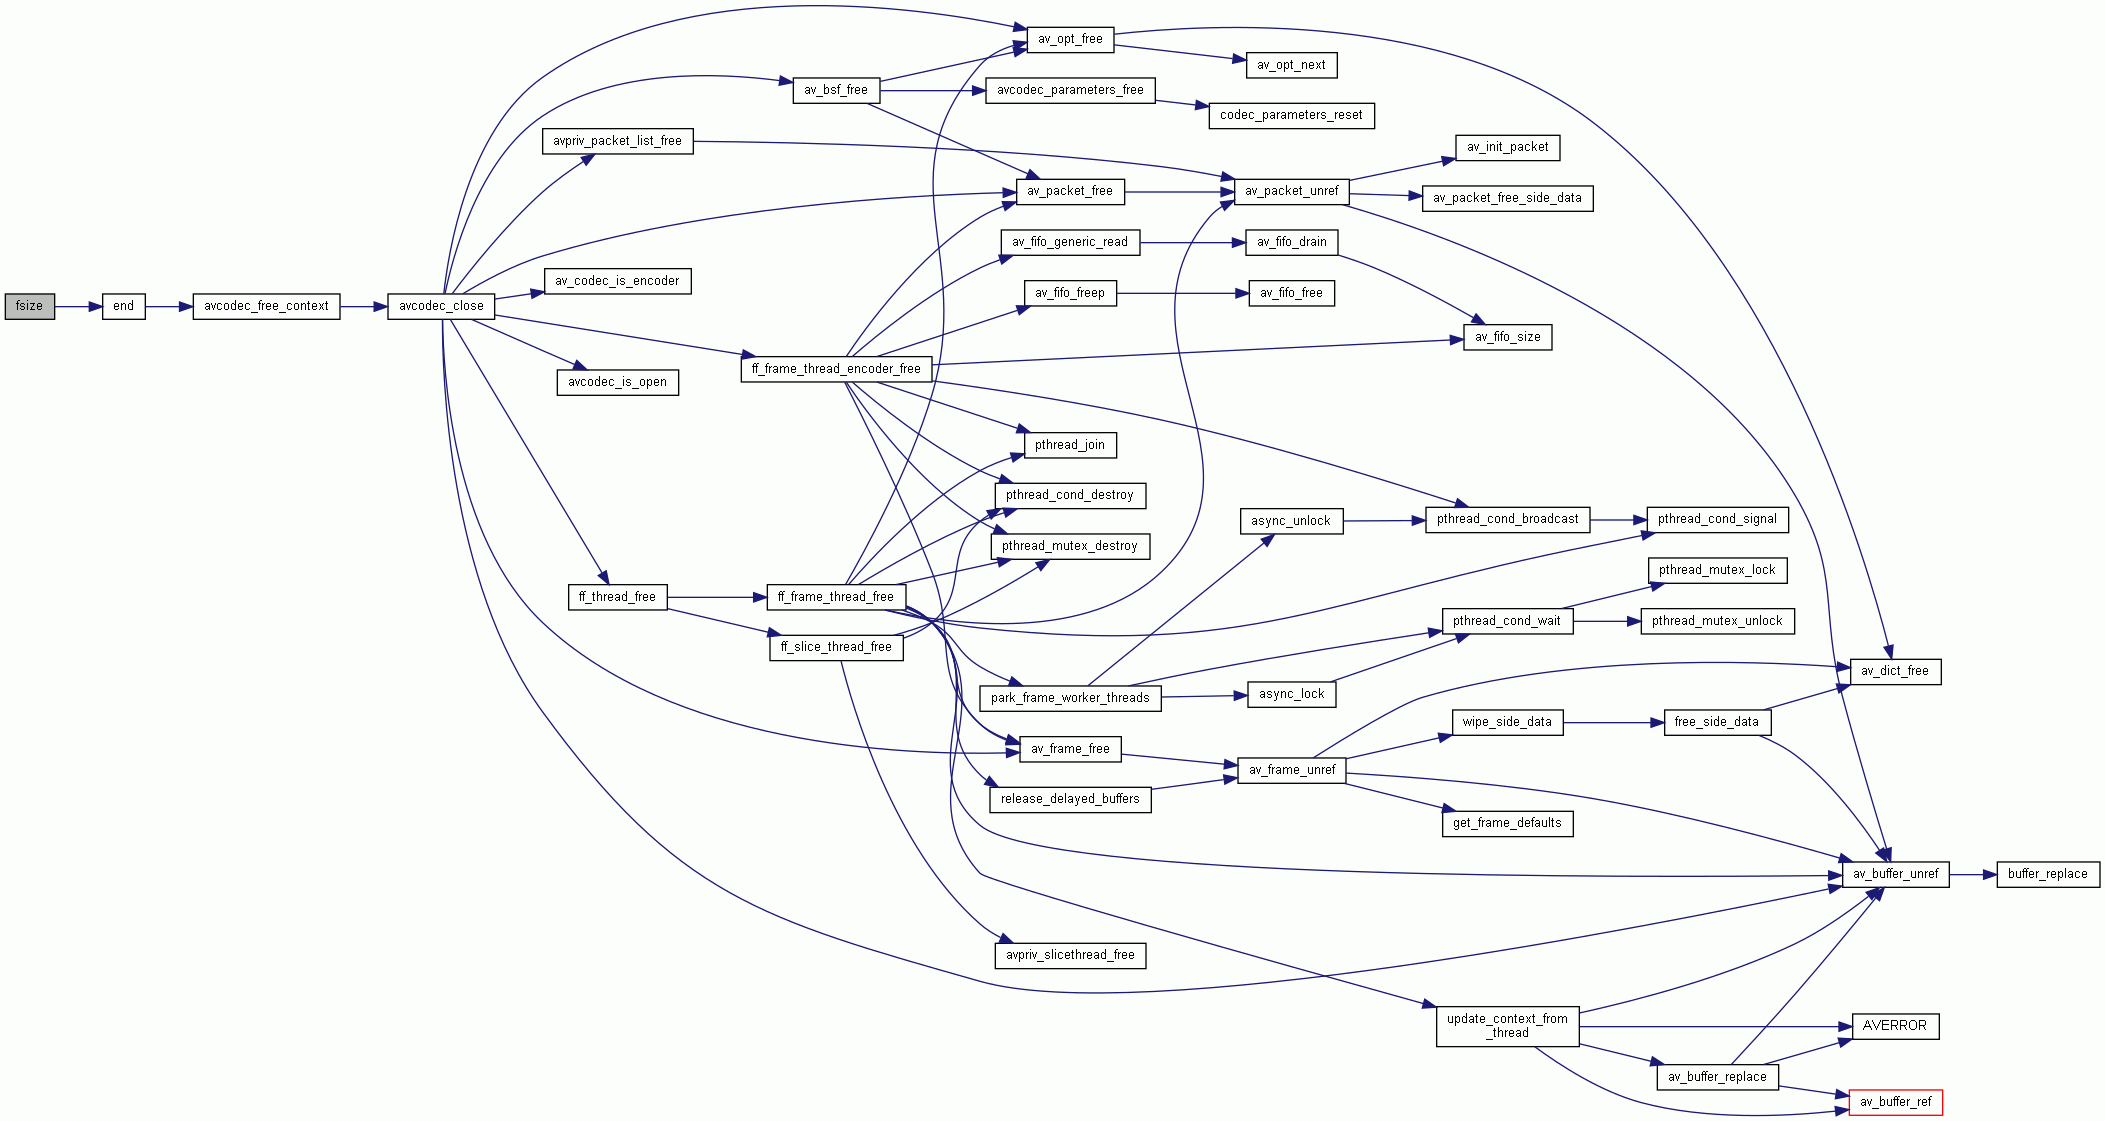 fsize
end
avcodec_free_context
avcodec_close
av_opt_free
av_opt_next
av_bsf_free
avcodec_parameters_free
codec_parameters_reset
avpriv_packet_list_free
av_init_packet
av_packet_free
av_packet_unref
av_packet_free_side_data
av_fifo_generic_read
av_fifo_drain
av_codec_is_encoder
av_fifo_freep
av_fifo_free
av_fifo_size
ff_frame_thread_encoder_free
avcodec_is_open
pthread_join
pthread_cond_destroy
async_unlock
pthread_cond_broadcast
pthread_cond_signal
pthread_mutex_destroy
pthread_mutex_lock
ff_thread_free
ff_frame_thread_free
pthread_cond_wait
pthread_mutex_unlock
ff_slice_thread_free
av_dict_free
park_frame_worker_threads
async_lock
wipe_side_data
free_side_data
av_frame_free
av_frame_unref
release_delayed_buffers
get_frame_defaults
av_buffer_unref
buffer_replace
avpriv_slicethread_free
update_context_from
_thread
AVERROR
av_buffer_replace
av_buffer_ref